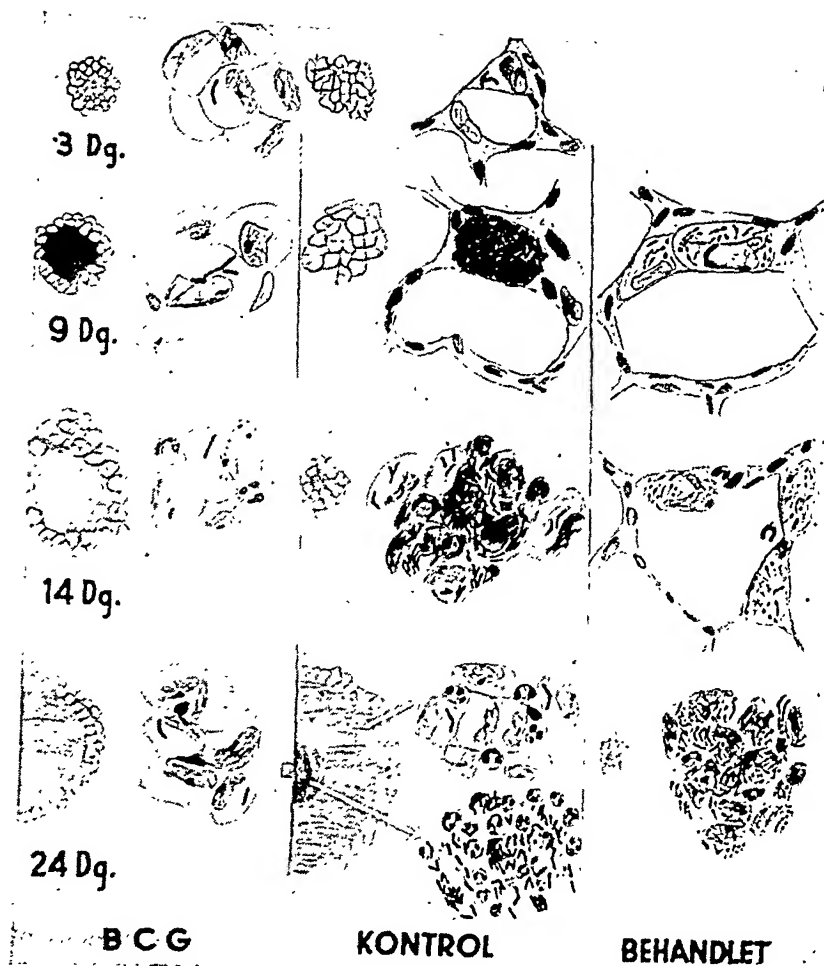 3 Dg.
9 Dg.
14 Dg.
24 Dg.
BCG KONTROL BEHANDLET